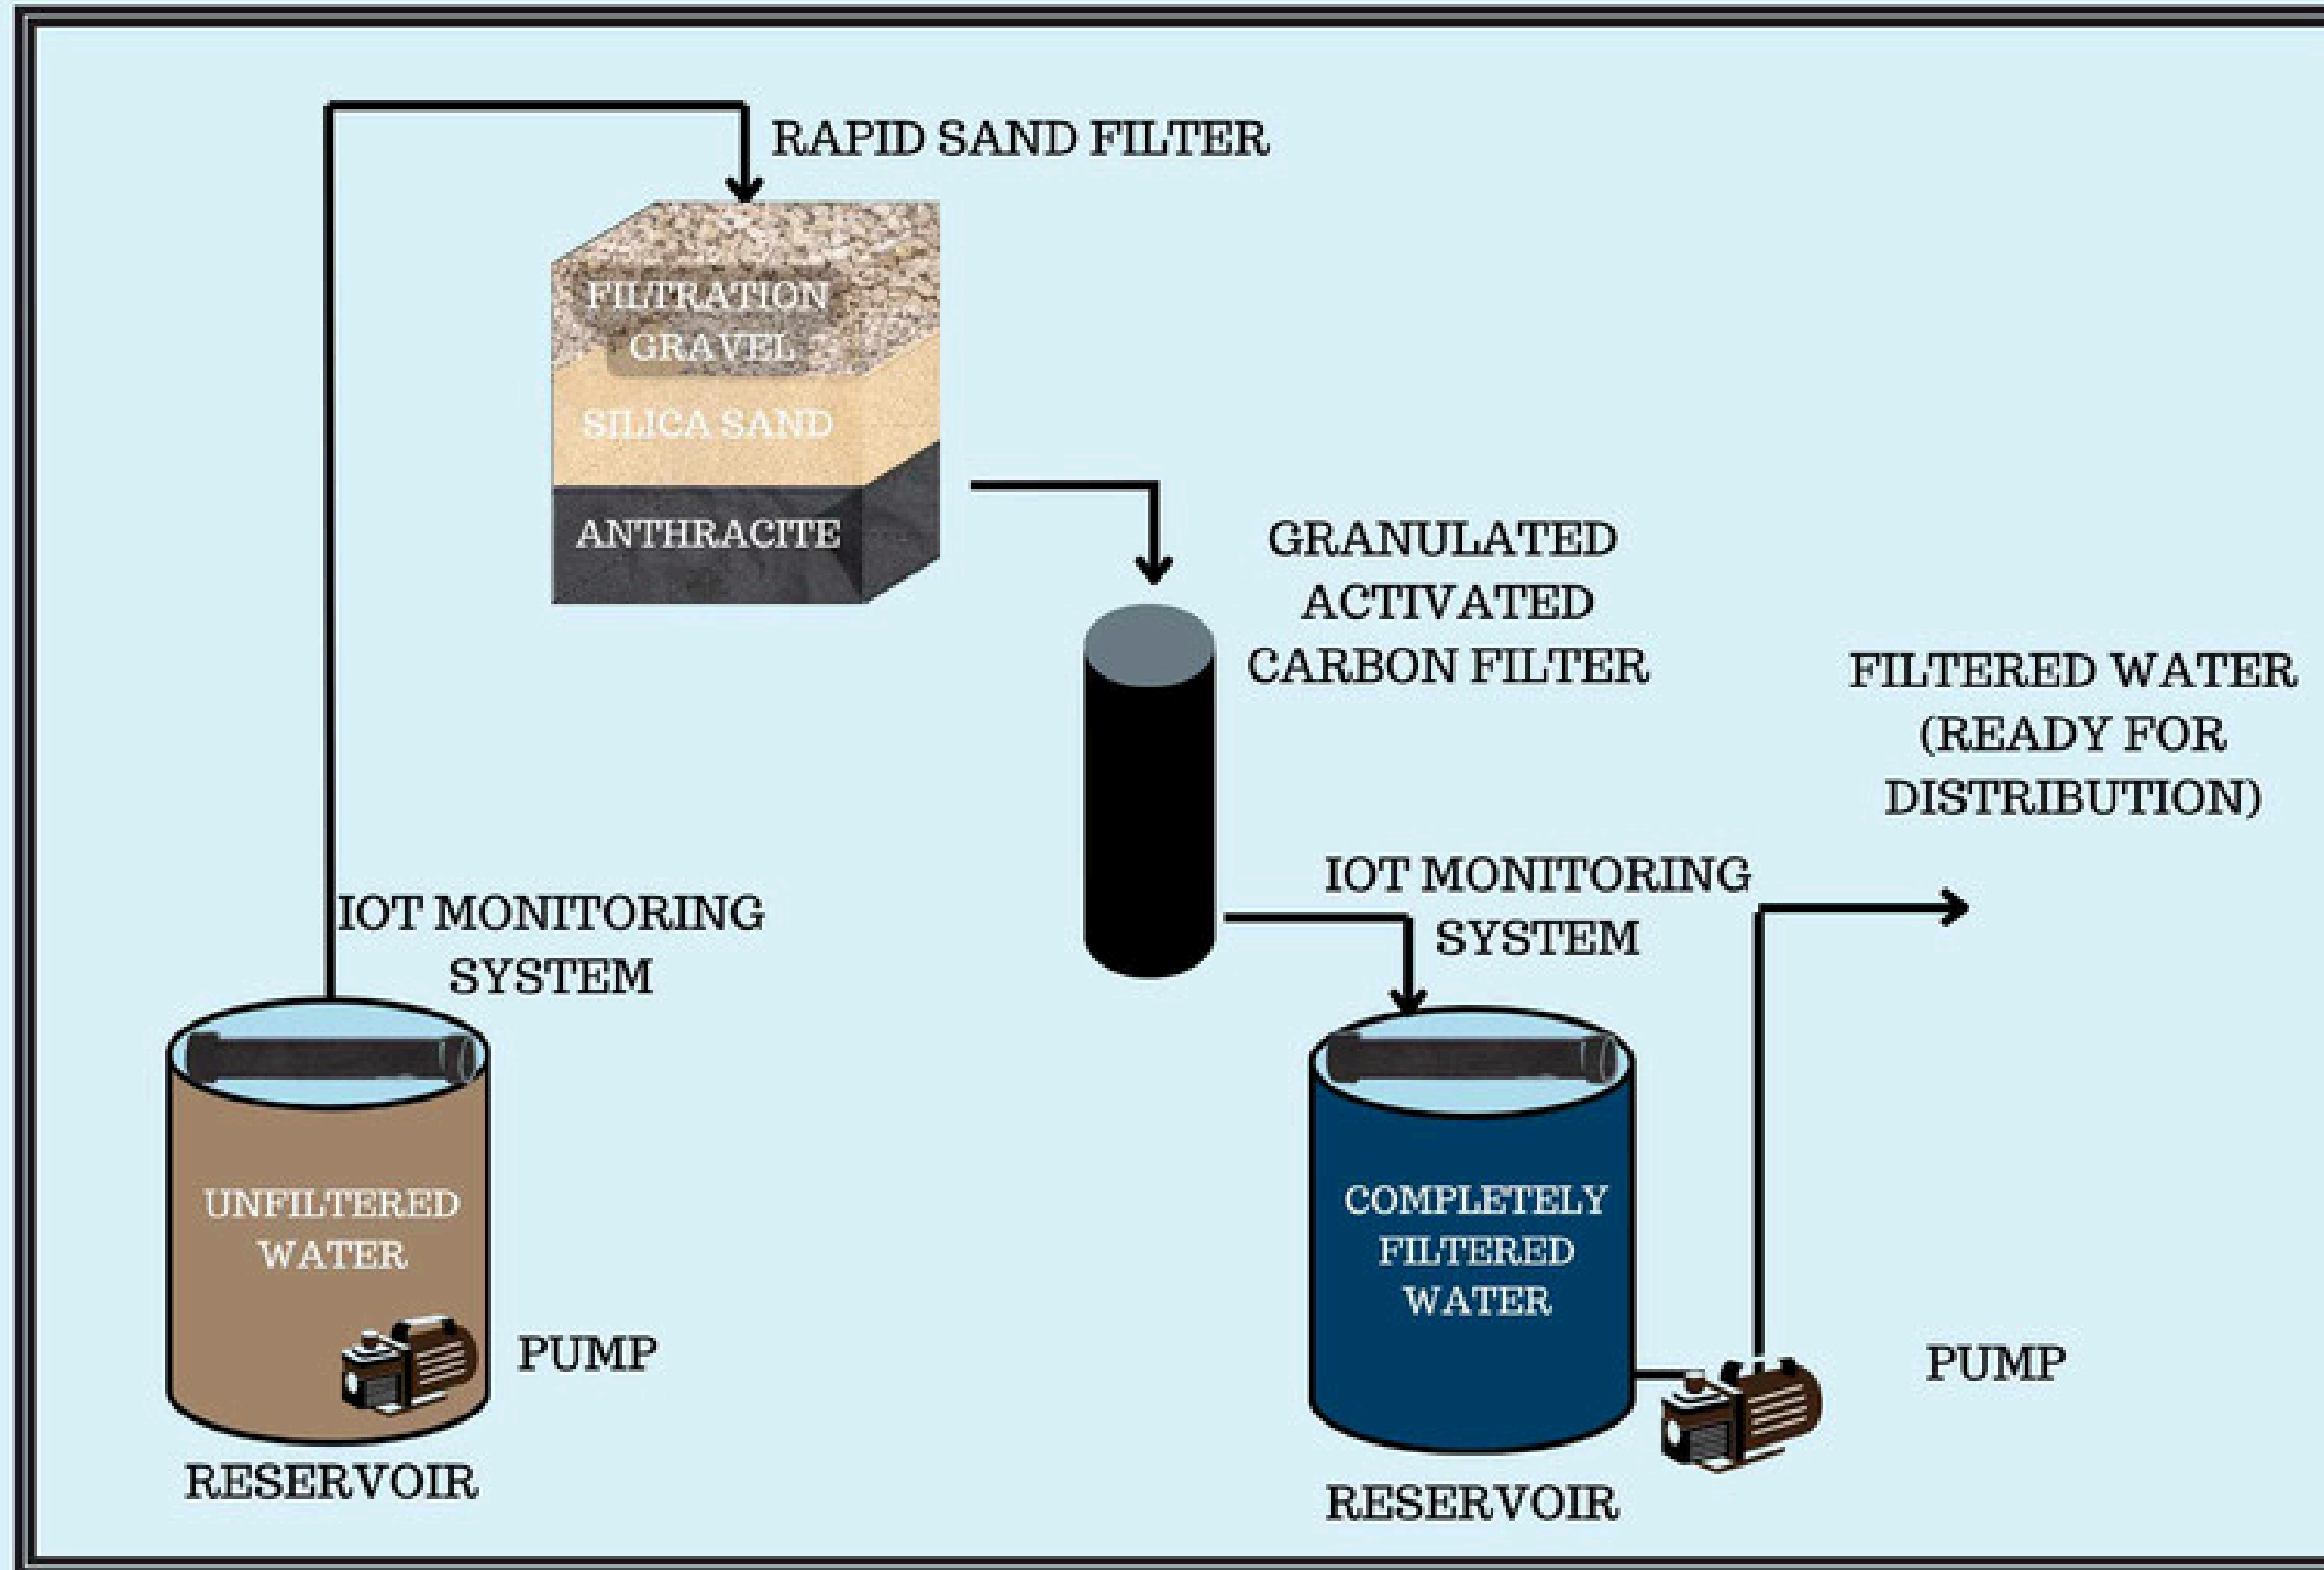 RAPID SAND FILTER
FILTRATION
GRAVEL
SILICA SAND
ANTHRACITE
GRANULATED
ACTIVATED
CARBON FILTER
FILTERED WATER
(READY FOR
DISTRIBUTION)
IOT MONITORING
SYSTEM
IOT MONITORING
SYSTEM
UNFILTERED
WATER
PUMP
RESERVOIR
COMPLETELY
FILTERED
WATER
PUMP
RESERVOIR